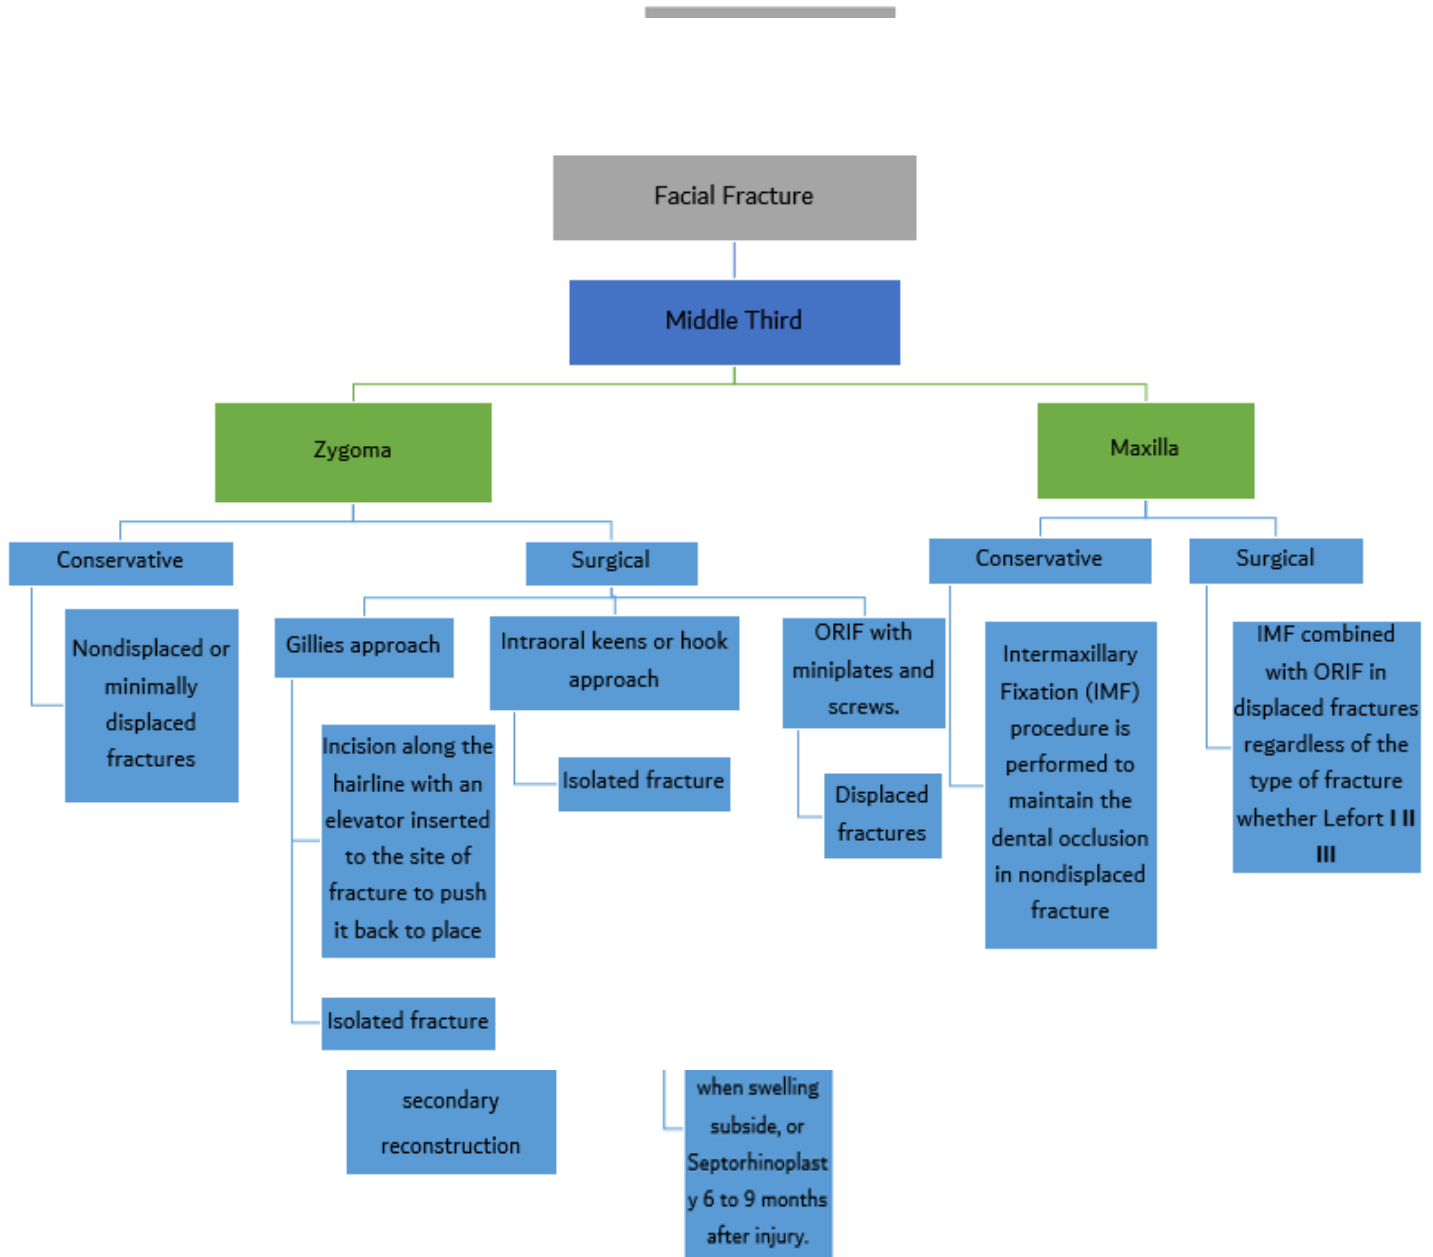 Facial Fracture
Middle Third
Zygoma
Maxilla
Conservative
Surgical
Conservative
Surgical
Nondisplaced or
minimally
displaced
fractures
Gillies approach
Incision along the
hairline with an
elevator inserted
to the site of
fracture to push
it back to place
Isolated fracture
Intraoral keens or hook
approach
Isolated fracture
ORIF with
miniplates and
screws.
Displaced
fractures
Intermaxillary
Fixation (IMF)
procedure is
performed to
maintain the
dental occlusion
in nondisplaced
fracture
IMF combined
with ORIF in
displaced fractures
regardless of the
type of fracture
whether Lefort I II
III
secondary
reconstruction
when swelling
subside, or
Septorhinoplast
y 6 to 9 months
after injury.